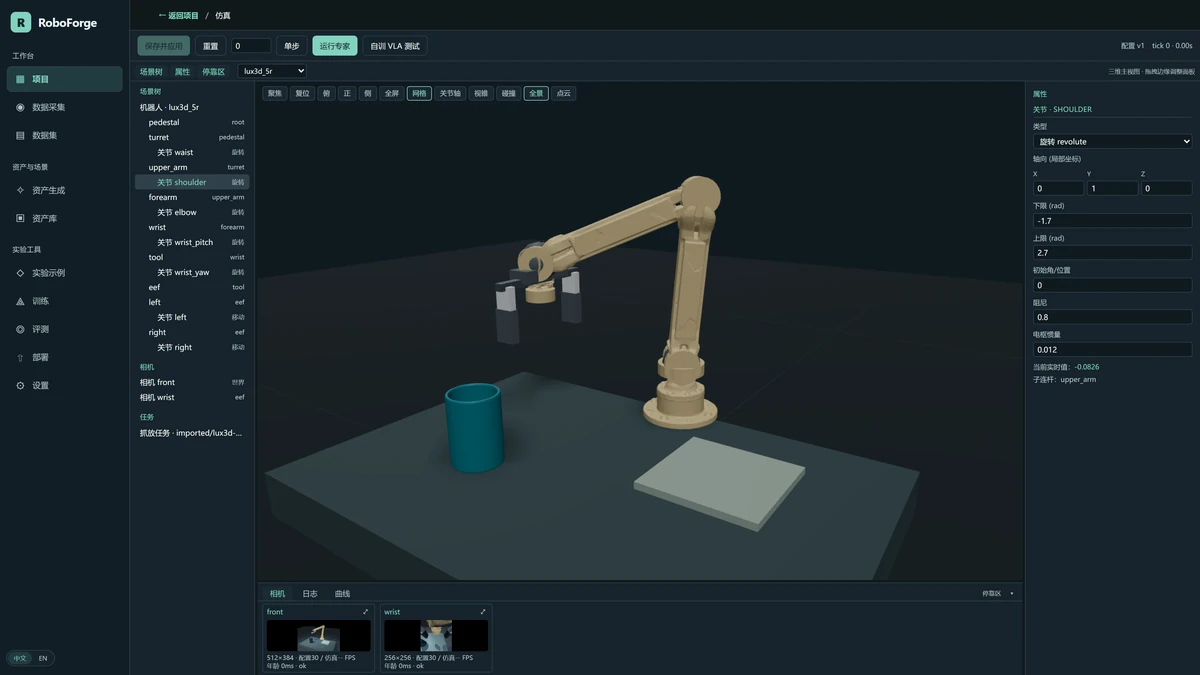 R RoboForge
← 返回项目 / 仿真
工作台
项目
数据采集
数据集
资产与场景
资产生成
资产库
实验工具
实验示例
训练
评测
部署
设置
中文 EN
保存并应用 重置 0 单步 运行专家 自训 VLA 测试
配置 v1 tick 0 · 0.00s
场景树 属性 停靠区 lux3d_5r
三维主视图 · 拖拽边缘调整面板
场景树
机器人 · lux3d_5r
pedestal root
turret pedestal
关节 waist 旋转
upper_arm turret
关节 shoulder 旋转
forearm upper_arm
关节 elbow 旋转
wrist forearm
关节 wrist_pitch 旋转
tool wrist
关节 wrist_yaw 旋转
eef tool
left eef
关节 left 移动
right eef
关节 right 移动
相机
相机 front 世界
相机 wrist eef
任务
抓放任务 · imported/lux3d-...
聚焦 复位 俯 正 侧 全屏 网格 关节轴 视锥 碰撞 全景 点云
相机 日志 曲线
停靠区
front
512×384 · 配置30 / 仿真-- FPS
年龄 0ms · ok
wrist
256×256 · 配置30 / 仿真-- FPS
年龄 0ms · ok
属性
关节 · SHOULDER
类型
旋转 revolute
轴向 (局部坐标)
X Y Z
0 1 0
下限 (rad)
-1.7
上限 (rad)
2.7
初始角/位置
0
阻尼
0.8
电枢惯量
0.012
当前实时值: -0.0826
子连杆: upper_arm